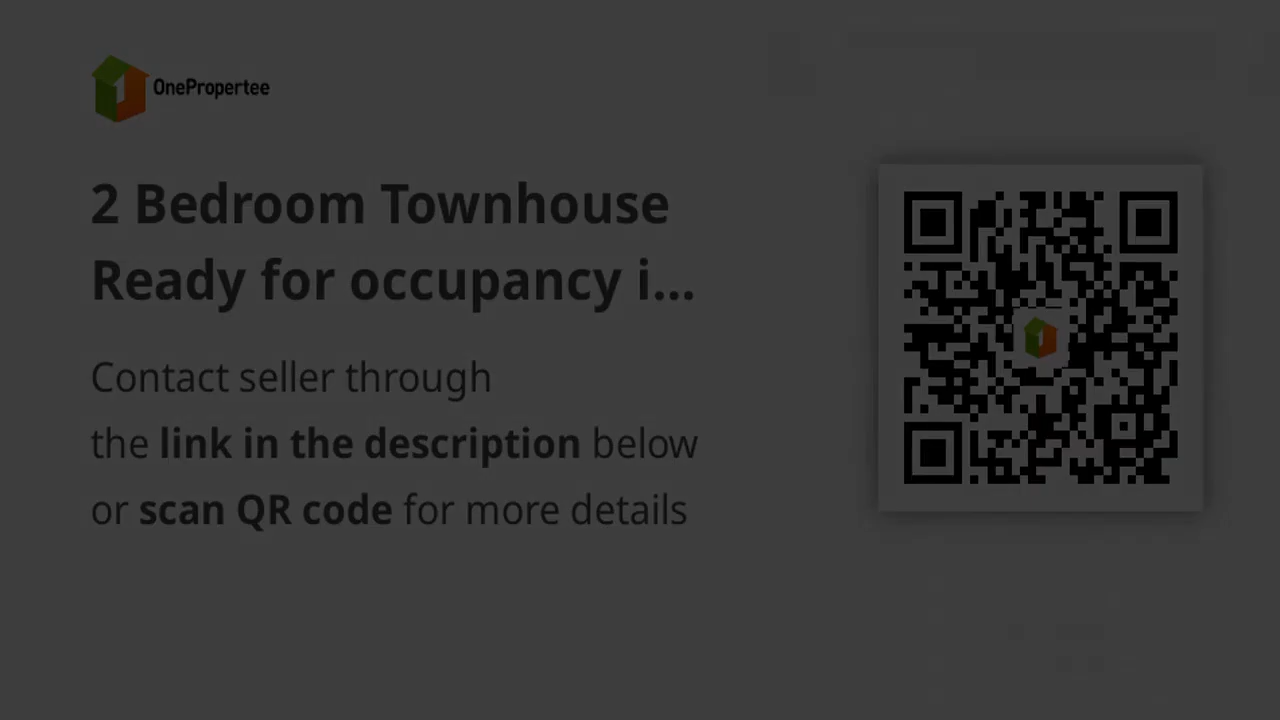 OnePropertee
2 Bedroom Townhouse
Ready for occupancy i...
Contact seller through
the link in the description below
or scan QR code for more details